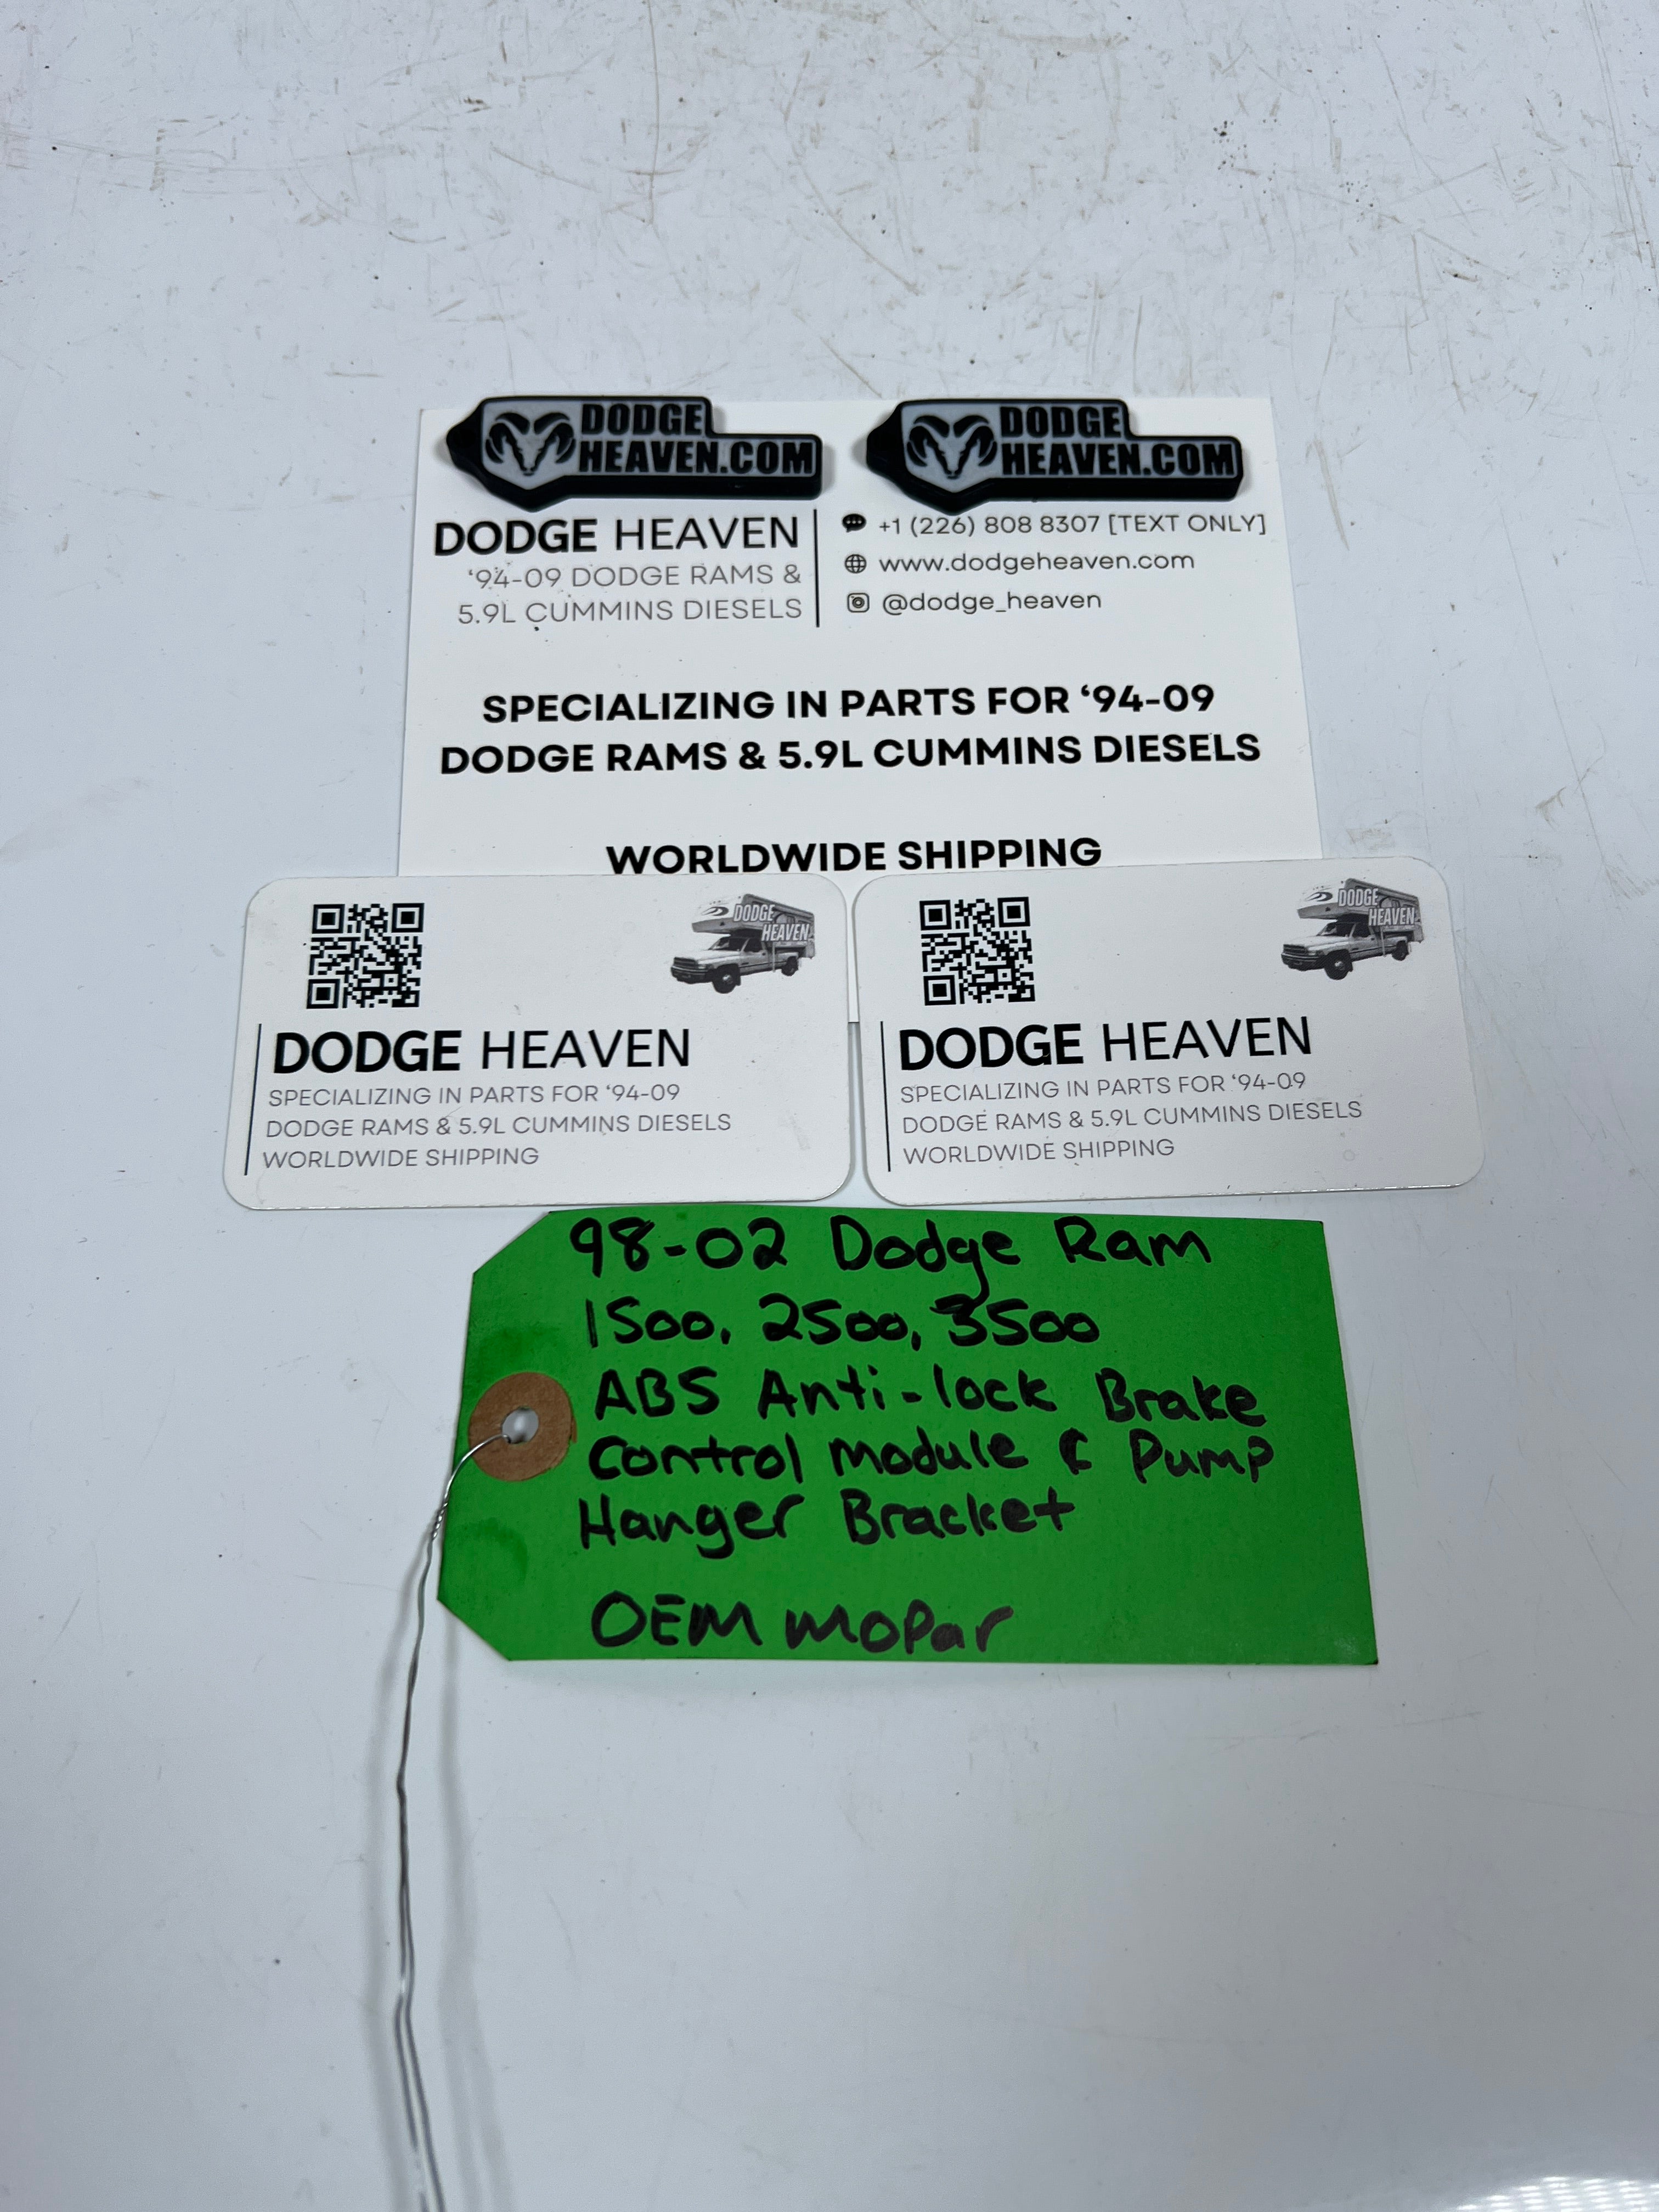 DODGE
HEAVEN.COM
DODGE
HEAVEN.COM
DODGE HEAVEN
'94-09 DODGE RAMS &
5.9L CUMMINS DIESELS
+1 (226) 808 8307 [TEXT ONLY]
www.dodgeheaven.com
@dodge_heaven
SPECIALIZING IN PARTS FOR '94-09
DODGE RAMS & 5.9L CUMMINS DIESELS
WORLDWIDE SHIPPING
DODGE
HEAVEN
DODGE HEAVEN
SPECIALIZING IN PARTS FOR '94-09
DODGE RAMS & 5.9L CUMMINS DIESELS
WORLDWIDE SHIPPING
DODGE
HEAVEN
DODGE HEAVEN
SPECIALIZING IN PARTS FOR '94-09
DODGE RAMS & 5.9L CUMMINS DIESELS
WORLDWIDE SHIPPING
98-02 Dodge Ram
1500, 2500, 3500
ABS Anti-lock Brake
Control Module & Pump
Hanger Bracket
OEM Mopar